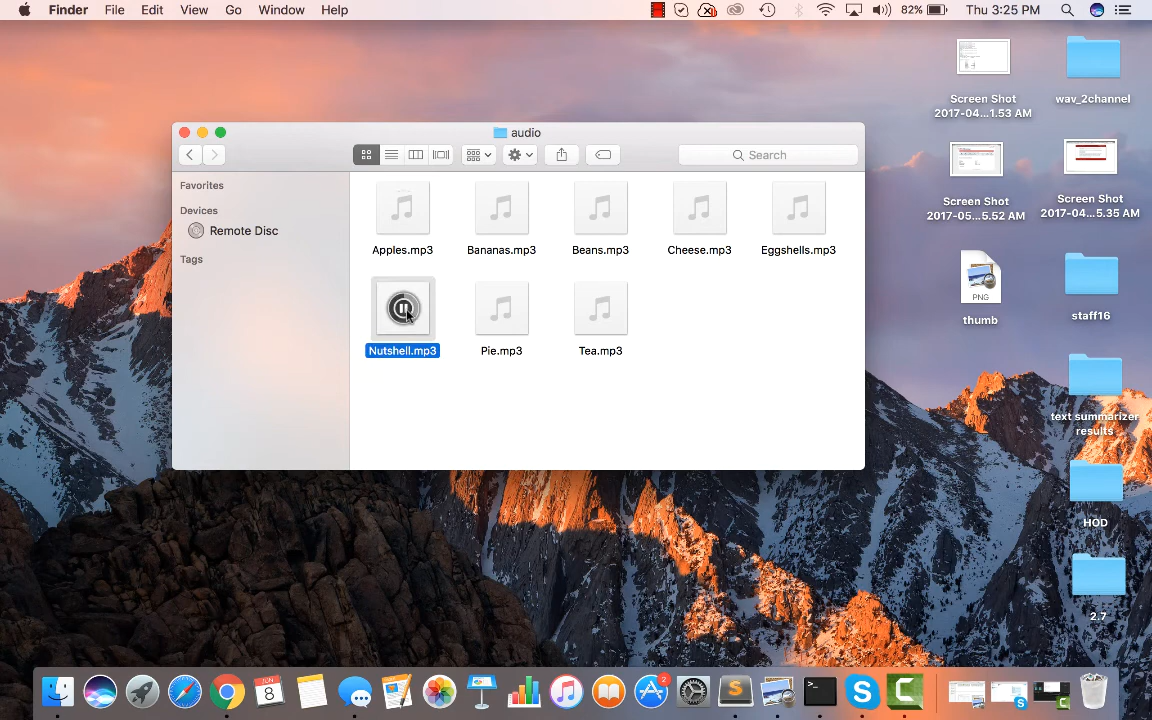 Finder File Edit View Go Window Help 82% Thu 3:25 PM
audio
Search
Favorites
Devices
Remote Disc
Tags
Apples.mp3 Bananas.mp3 Beans.mp3 Cheese.mp3 Eggshells.mp3
Nutshell.mp3 Pie.mp3 Tea.mp3
Screen Shot
2017-04...1.53 AM
wav_2channel
Screen Shot
2017-05...5.52 AM
Screen Shot
2017-04...5.35 AM
PNG
thumb
staff16
text summarizer
results
HOD
2.7
JUN
8
2